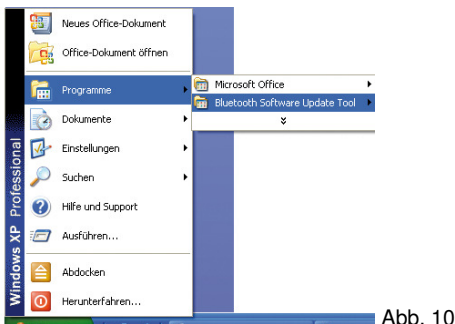 Neues Office-Dokument
Office-Dokument öffnen
Programme
Microsoft Office
Bluetooth Software Update Tool
Dokumente
Einstellungen
Suchen
Hilfe und Support
Ausführen...
Abdocken
Herunterfahren...
Windows XP Professional
Abb. 10